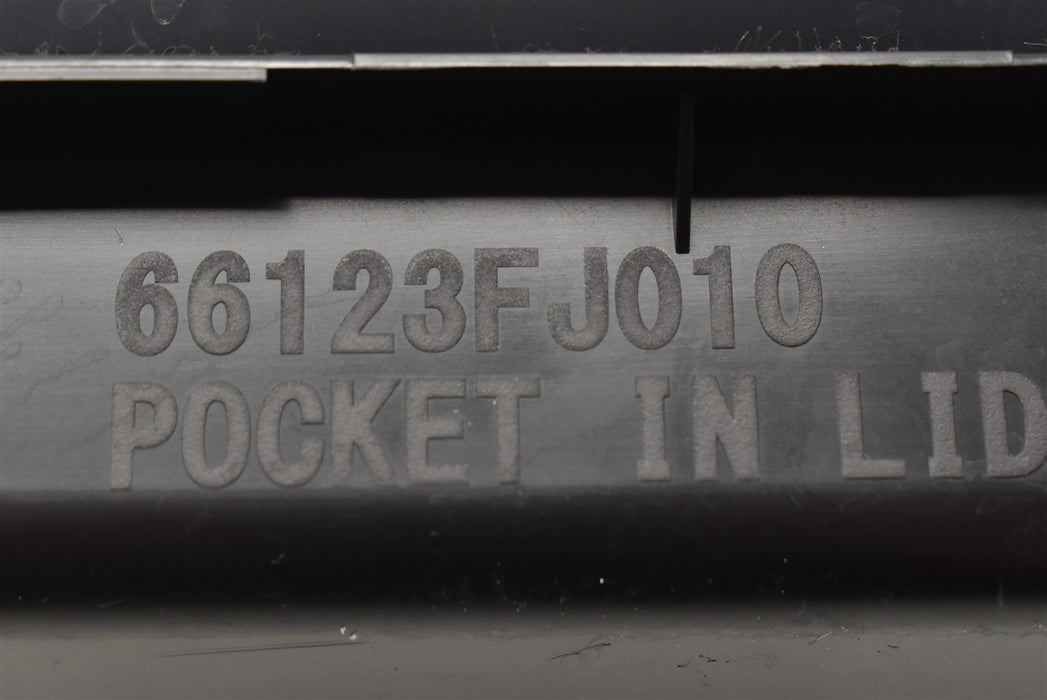 66123FJ010
POCKET IN LID